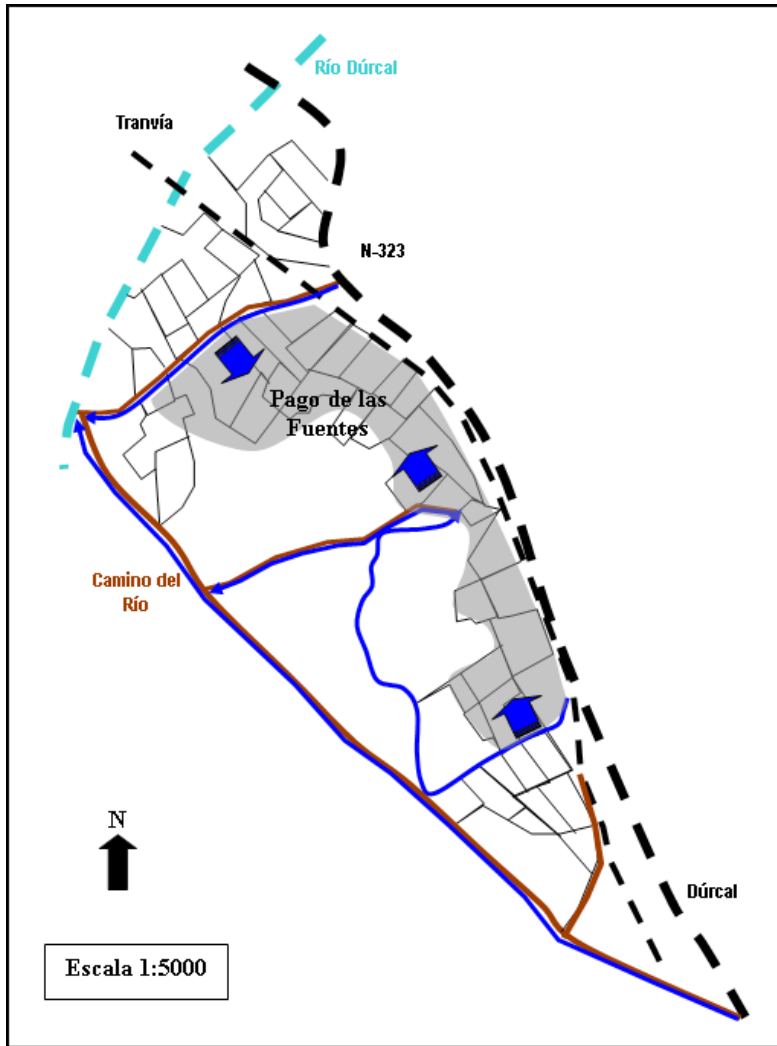 Río Dúrcal
Tranvía
N-323
Pago de las
Fuentes
Camino del
Río
N
Dúrcal
Escala 1:5000